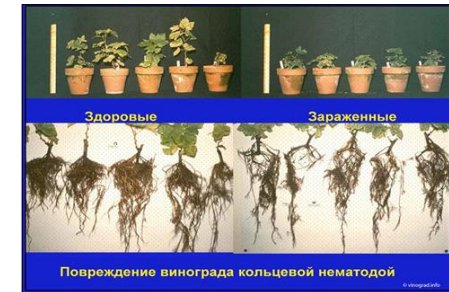 Здоровые
Зараженные
Повреждение винограда кольцевой нематодой
© vinograd.info